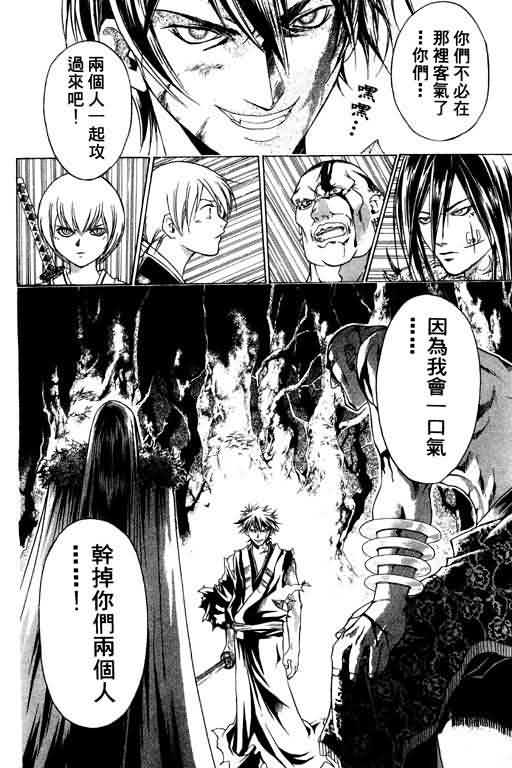 你們不必在
那裡客氣了
…你們…
嘿
嘿…
兩個人一起攻
過來吧！
因為我會一口氣
……
幹掉你們兩個人
……！